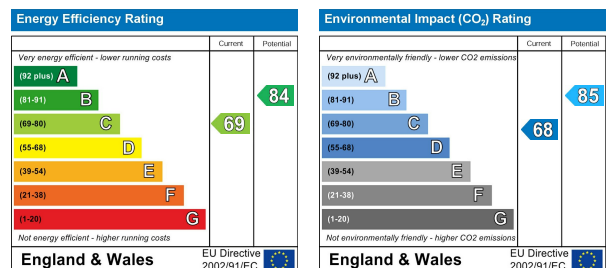 Energy Efficiency Rating
Current Potential
Very energy efficient - lower running costs
(92 plus) A
(81-91) B
84
(69-80) C
69
(55-68) D
(39-54) E
(21-38) F
(1-20) G
Not energy efficient - higher running costs
England & Wales
EU Directive
2002/91/EC
Environmental Impact (CO2) Rating
Current Potential
Very environmentally friendly - lower CO2 emissions
(92 plus) A
(81-91) B
85
(69-80) C
68
(55-68) D
(39-54) E
(21-38) F
(1-20) G
Not environmentally friendly - higher CO2 emissions
England & Wales
EU Directive
2002/91/EC